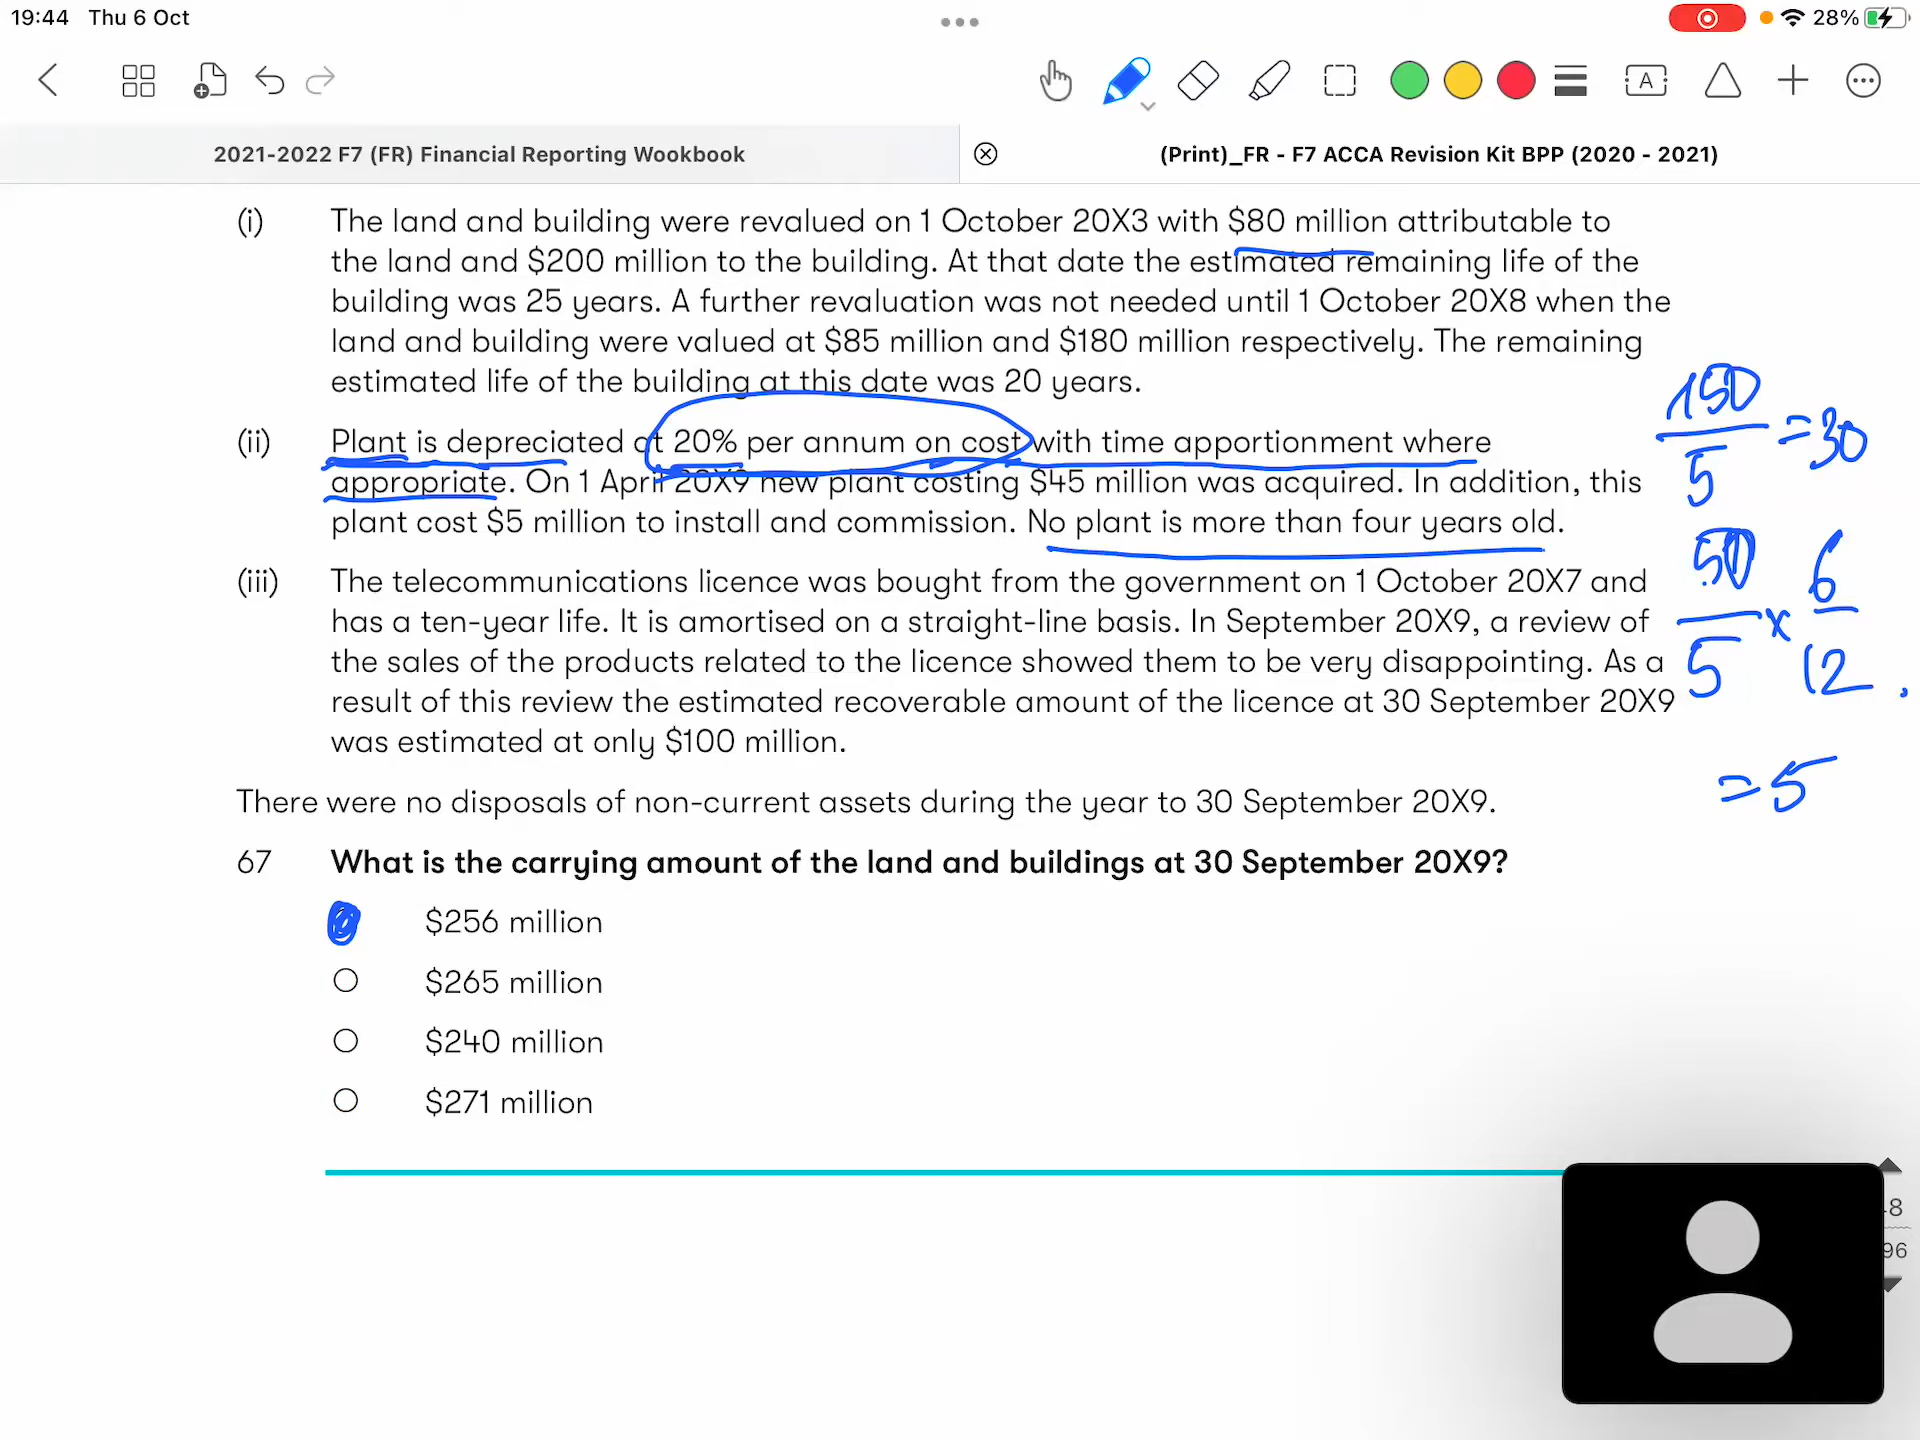 19:44 Thu 6 Oct
28%
A
2021-2022 F7 (FR) Financial Reporting Wookbook
(Print)_FR - F7 ACCA Revision Kit BPP (2020 - 2021)
(i) The land and building were revalued on 1 October 20X3 with $80 million attributable to
the land and $200 million to the building. At that date the estimated remaining life of the
building was 25 years. A further revaluation was not needed until 1 October 20X8 when the
land and building were valued at $85 million and $180 million respectively. The remaining
estimated life of the building at this date was 20 years.
(ii) Plant is depreciated at 20% per annum on cost with time apportionment where
appropriate. On 1 April 20X9 new plant costing $45 million was acquired. In addition, this
plant cost $5 million to install and commission. No plant is more than four years old.
(iii) The telecommunications licence was bought from the government on 1 October 20X7 and
has a ten-year life. It is amortised on a straight-line basis. In September 20X9, a review of
the sales of the products related to the licence showed them to be very disappointing. As a
result of this review the estimated recoverable amount of the licence at 30 September 20X9
was estimated at only $100 million.
There were no disposals of non-current assets during the year to 30 September 20X9.
67 What is the carrying amount of the land and buildings at 30 September 20X9?
$256 million
$265 million
$240 million
$271 million
150
5
=30
50
5
x
6
12
=5
96